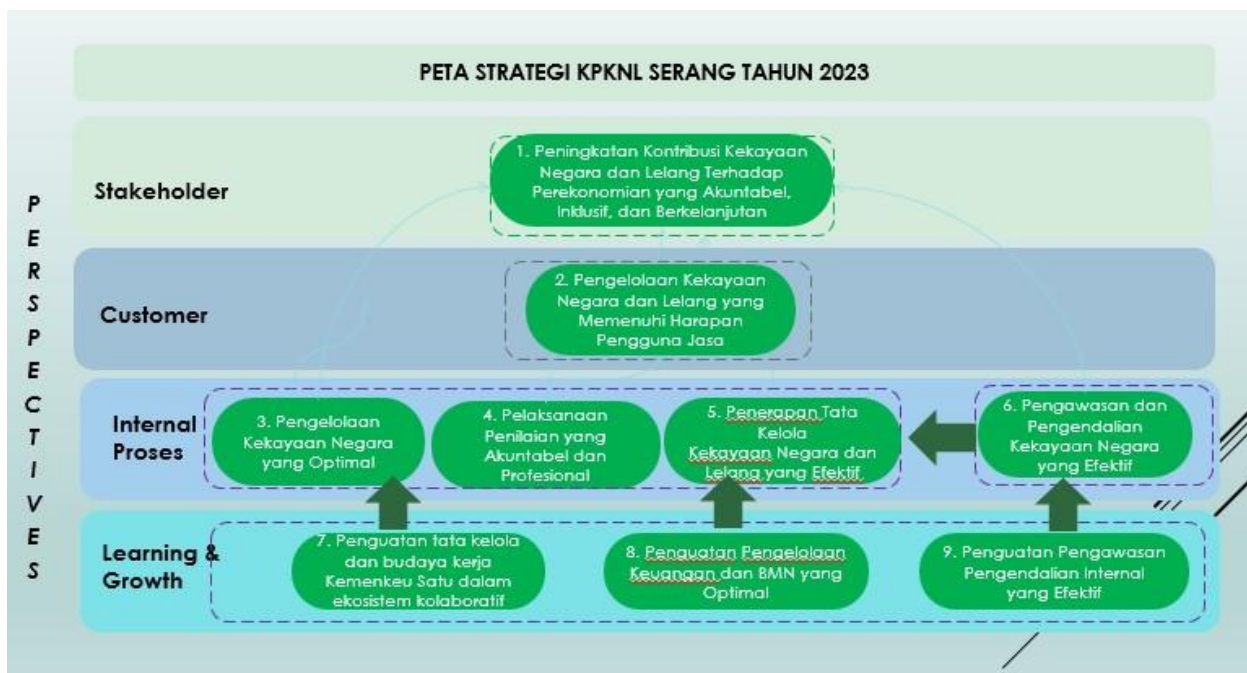 PETA STRATEGI KPKNL SERANG TAHUN 2023
PERSPECTIVES
Stakeholder
1. Peningkatan Kontribusi Kekayaan
Negara dan Lelang Terhadap
Perekonomian yang Akuntabel,
Inklusif, dan Berkelanjutan
Customer
2. Pengelolaan Kekayaan
Negara dan Lelang yang
Memenuhi Harapan
Pengguna Jasa
Internal
Proses
3. Pengelolaan
Kekayaan Negara
yang Optimal
4. Pelaksanaan
Penilaian yang
Akuntabel dan
Profesional
5. Penerapan Tata
Kelola
Kekayaan Negara dan
Lelang yang Efektif
6. Pengawasan dan
Pengendalian
Kekayaan Negara
yang Efektif
Learning &
Growth
7. Penguatan tata kelola
dan budaya kerja
Kemenkeu Satu dalam
ekosistem kolaboratif
8. Penguatan Pengelolaan
Keuangan dan BMN yang
Optimal
9. Penguatan Pengawasan
Pengendalian Internal
yang Efektif